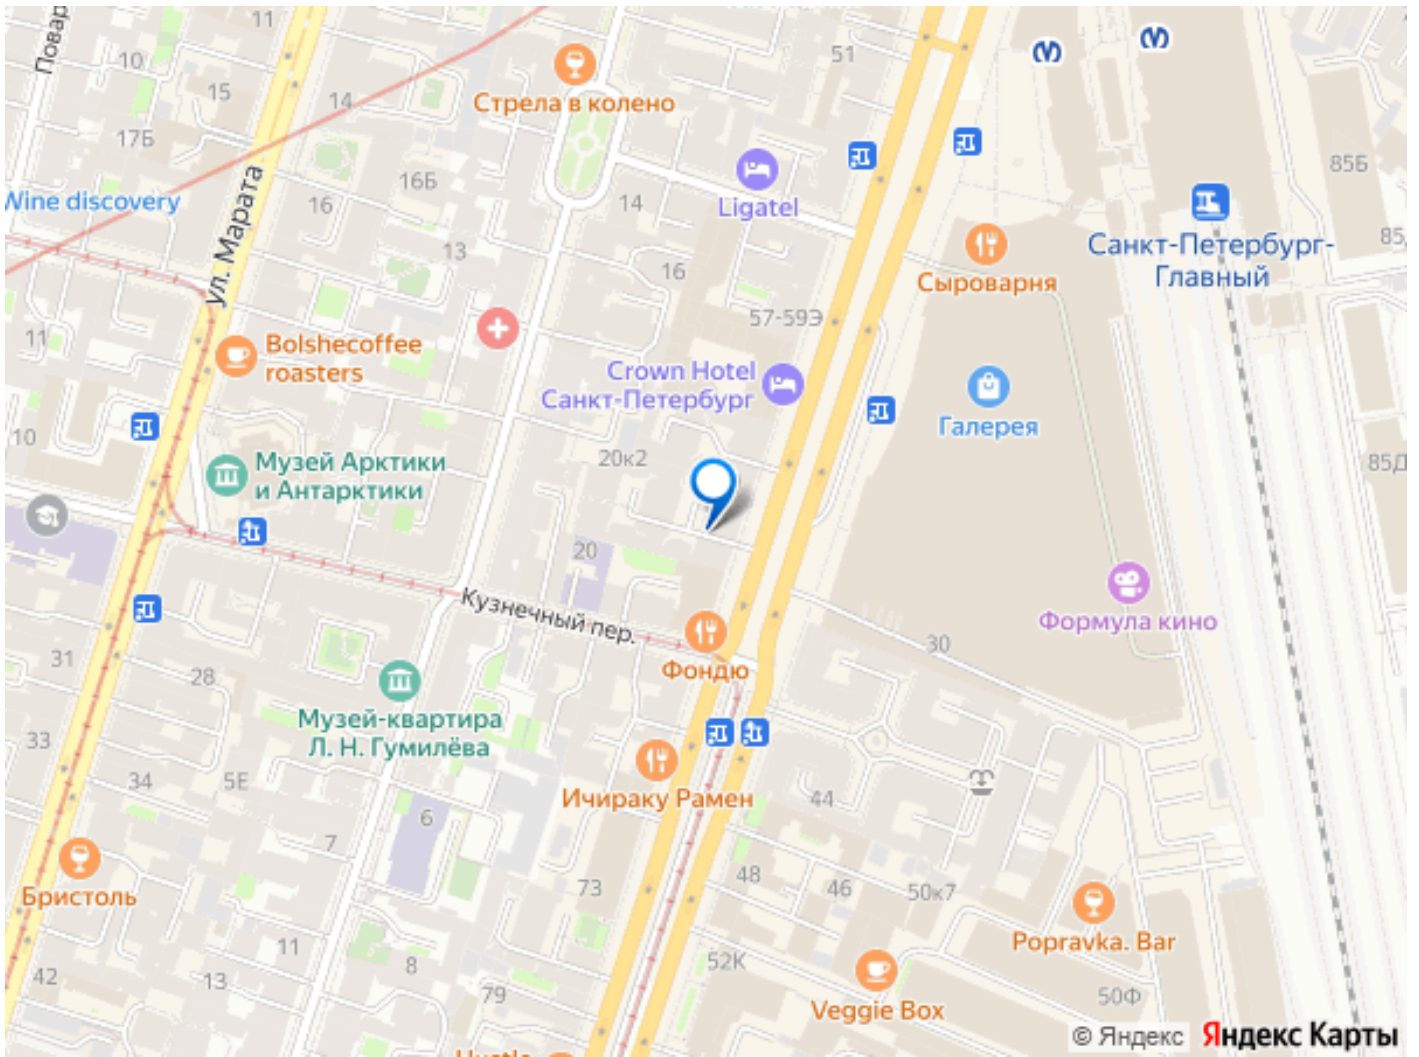 11
Повар
10
51
15
Стрела в колено
14
17Б
85Б
16Б
Wine discovery
16
14
Ligatel
ул. Марата
13
Санкт-Петербург-
Главный
85
16
Сыроварня
57-59Э
11
Bolshecoffee
roasters
Crown Hotel
Санкт-Петербург
Галерея
10
20к2
Музей Арктики
и Антарктики
85Д
20
Кузнечный пер.
Формула кино
30
31
28
Фондю
Музей-квартира
Л. Н. Гумилёва
33
34
5Е
Ичираку Рамен
44
6
7
Бристоль
73
48
46
50к7
11
Popravka. Bar
8
52К
42
13
79
Veggie Box
50Ф
© Яндекс
Яндекс Карты